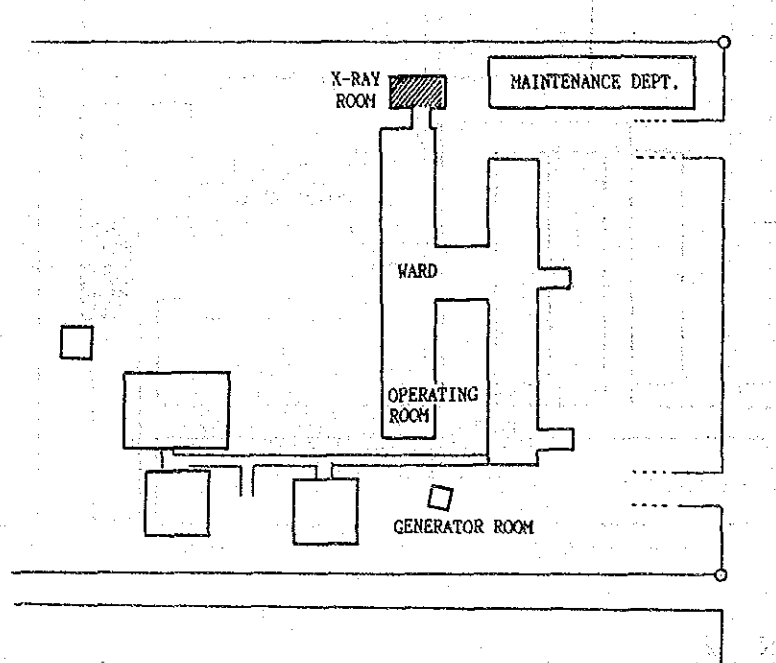 X-RAY
ROOM
MAINTENANCE DEPT.
WARD
OPERATING
ROOM
GENERATOR ROOM